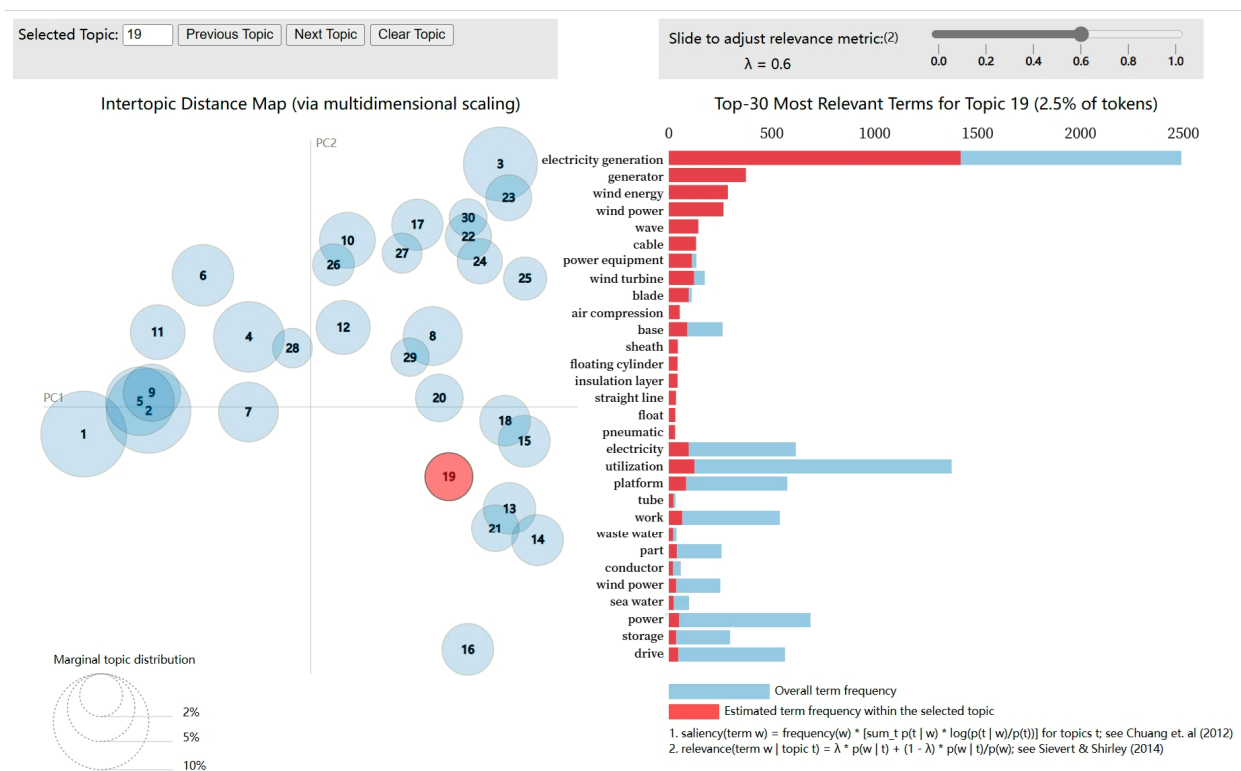 Selected Topic: 19 Previous Topic Next Topic Clear Topic
Slide to adjust relevance metric:(2)
λ = 0.6
0.0 0.2 0.4 0.6 0.8 1.0
Intertopic Distance Map (via multidimensional scaling)
PC2
PC1
3
23
30
17
22
10
27
24
26
6
25
12
11
4
8
28
29
9
5
20
2
7
18
1
15
19
13
21
14
16
Marginal topic distribution
2%
5%
10%
Top-30 Most Relevant Terms for Topic 19 (2.5% of tokens)
0 500 1000 1500 2000 2500
electricity generation
generator
wind energy
wind power
wave
cable
power equipment
wind turbine
blade
air compression
base
sheath
floating cylinder
insulation layer
straight line
float
pneumatic
electricity
utilization
platform
tube
work
waste water
part
conductor
wind power
sea water
power
storage
drive
Overall term frequency
Estimated term frequency within the selected topic
1. saliency(term w) = frequency(w) * [sum_t p(t | w) * log(p(t | w)/p(t))] for topics t; see Chuang et. al (2012)
2. relevance(term w | topic t) = λ * p(w | t) + (1 - λ) * p(w | t)/p(w); see Sievert & Shirley (2014)